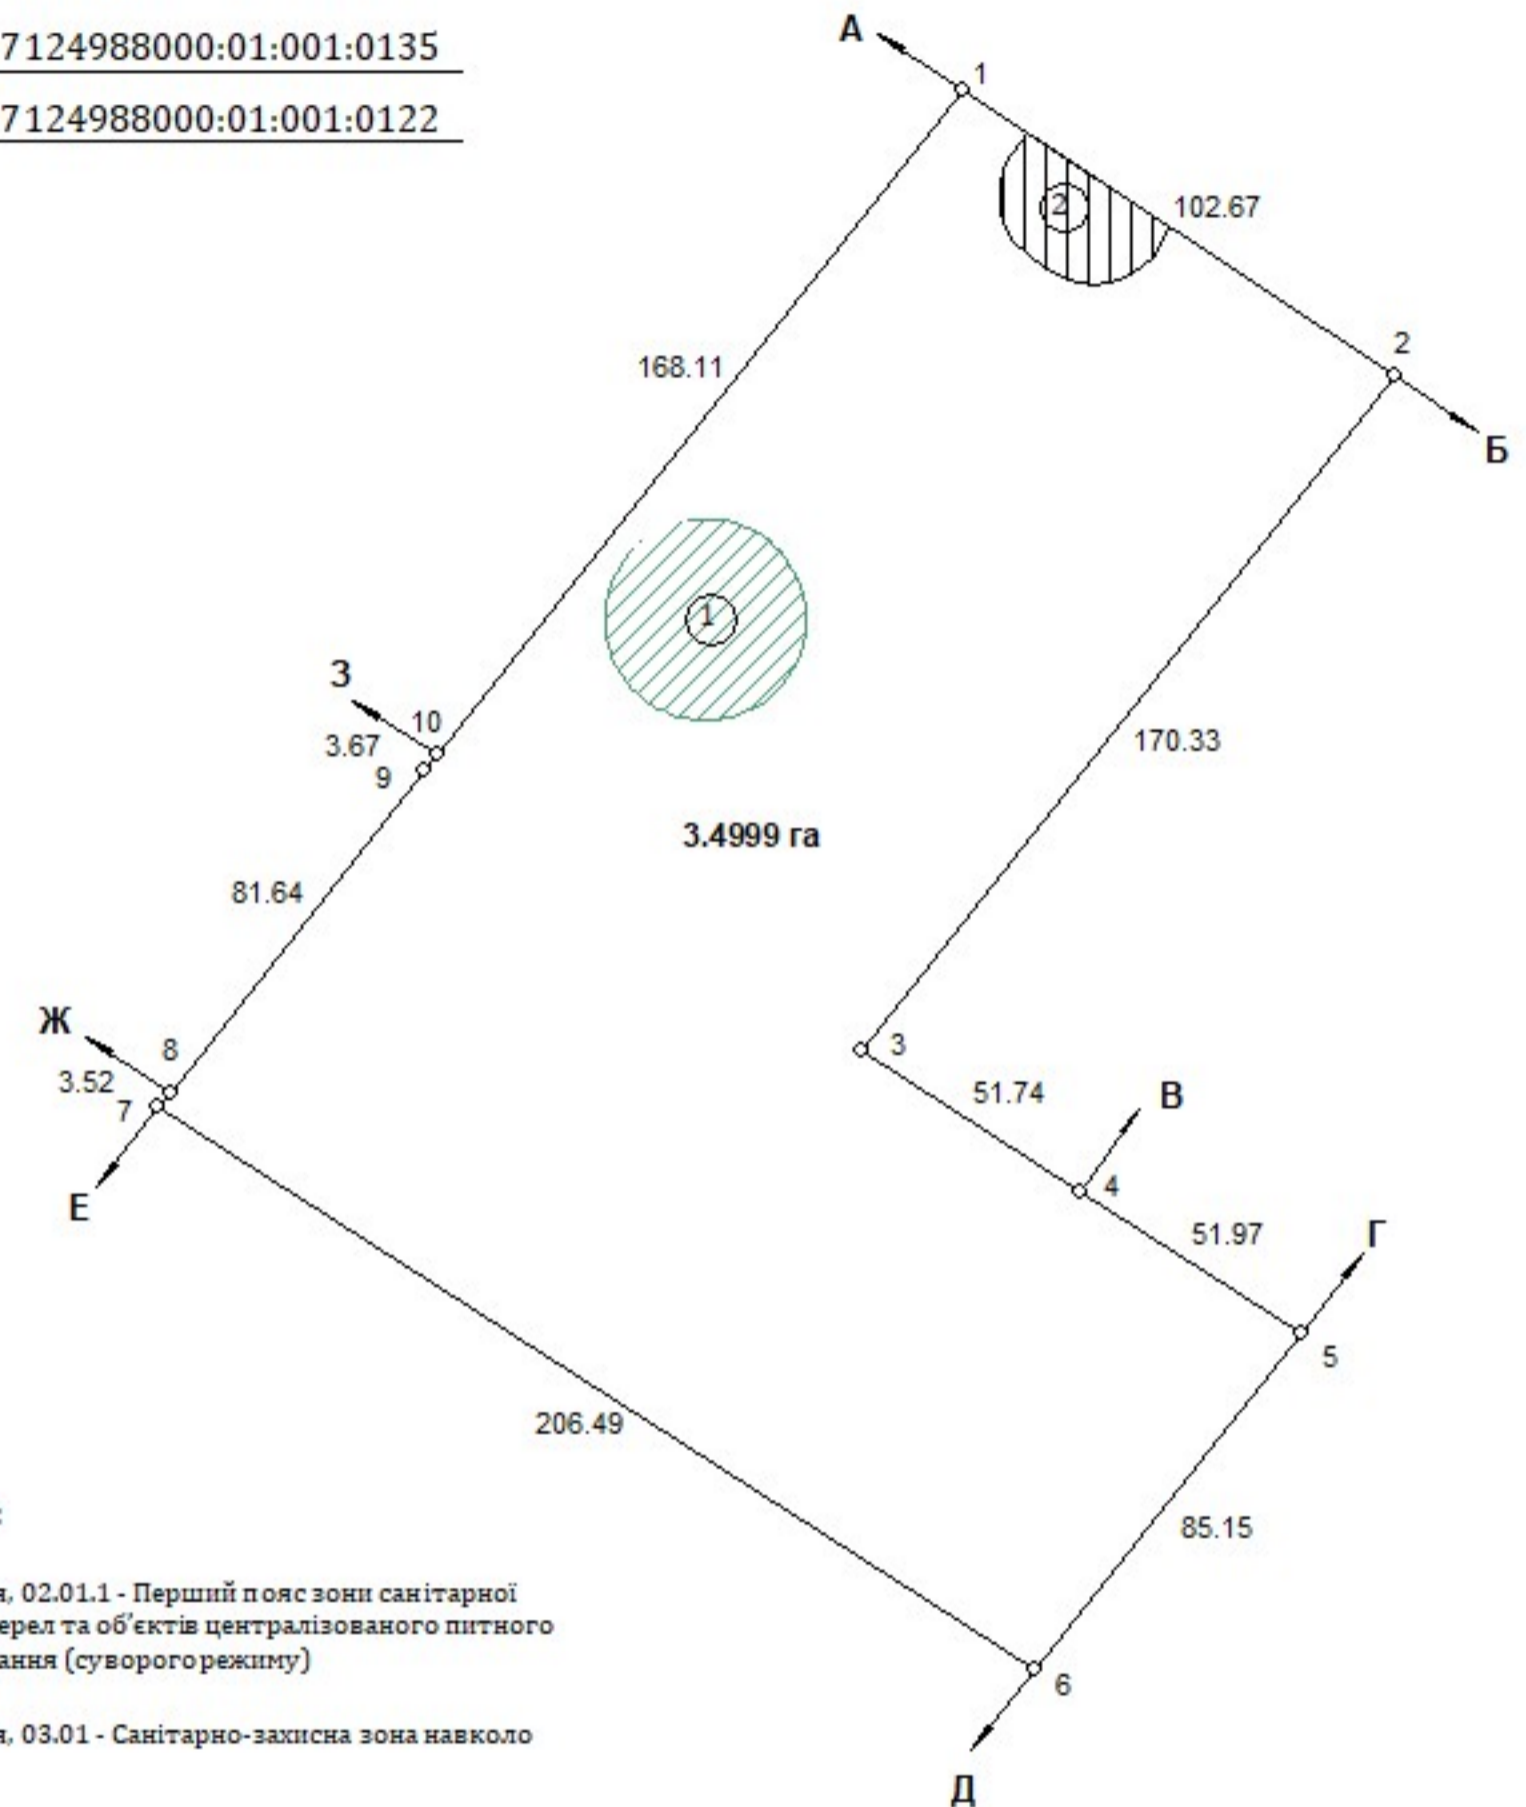 7124988000:01:001:0135
7124988000:01:001:0122
А
1
2
102.67
2
Б
168.11
1
З
10
3.67
9
170.33
3.4999 га
81.64
Ж
8
3.52
7
Е
3
51.74
В
4
51.97
Г
5
206.49
85.15
02.01.1 - Перший пояс зони санітарної
та об'єктів централізованого питного
(суворого режиму)
6
03.01 - Санітарно-захисна зона навколо
Д